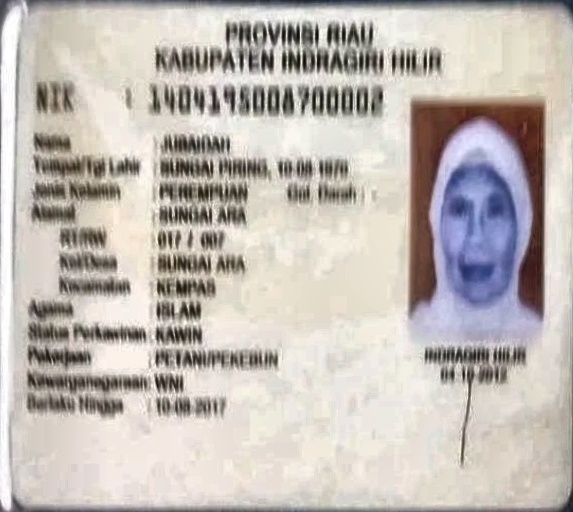 PROVINSI RIAU
KABUPATEN INDRAGIRI HILIR
NIK : 1404195008700002
Nama : JUBAIDAH
Tempat/Tgl Lahir : SUNGAI PIRING, 10-08-1970
Jenis Kelamin : PEREMPUAN Gol. Darah : -
Alamat : SUNGAI ARA
RT/RW : 017 / 007
Kel/Desa : SUNGAI ARA
Kecamatan : KEMPAS
Agama : ISLAM
Status Perkawinan : KAWIN
Pekerjaan : PETANI/PEKEBUN
Kewarganegaraan: WNI
Berlaku Hingga : 10-08-2017
INDRAGIRI HILIR
04-10-2012